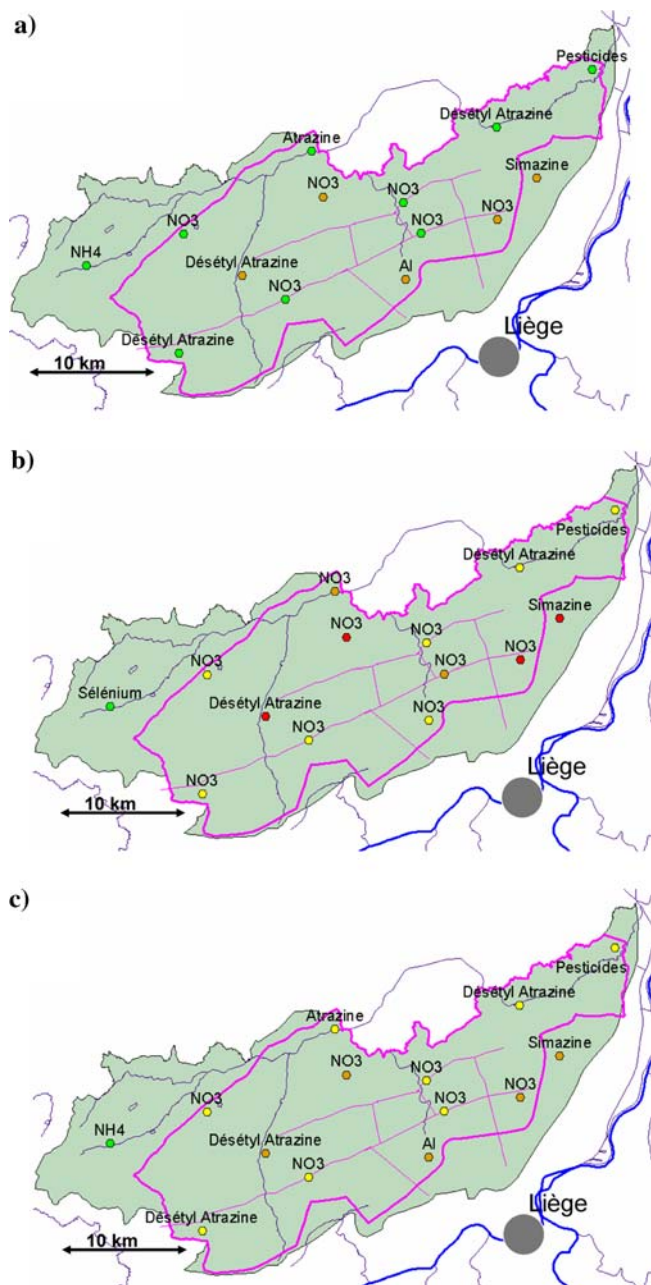 a)
Pesticides
Désétyl Atrazine
Atrazine
Simazine
NO3
NO3
NO3
NO3
NO3
NH4
Désétyl Atrazine
Al
NO3
Désétyl Atrazine
Liège
10 km
b)
Pesticides
Désétyl Atrazine
NO3
Simazine
NO3
NO3
NO3
NO3
NO3
Sélénium
Désétyl Atrazine
NO3
NO3
NO3
Liège
10 km
c)
Pesticides
Désétyl Atrazine
Atrazine
Simazine
NO3
NO3
NO3
NO3
NO3
NH4
Désétyl Atrazine
Al
NO3
Désétyl Atrazine
Liège
10 km